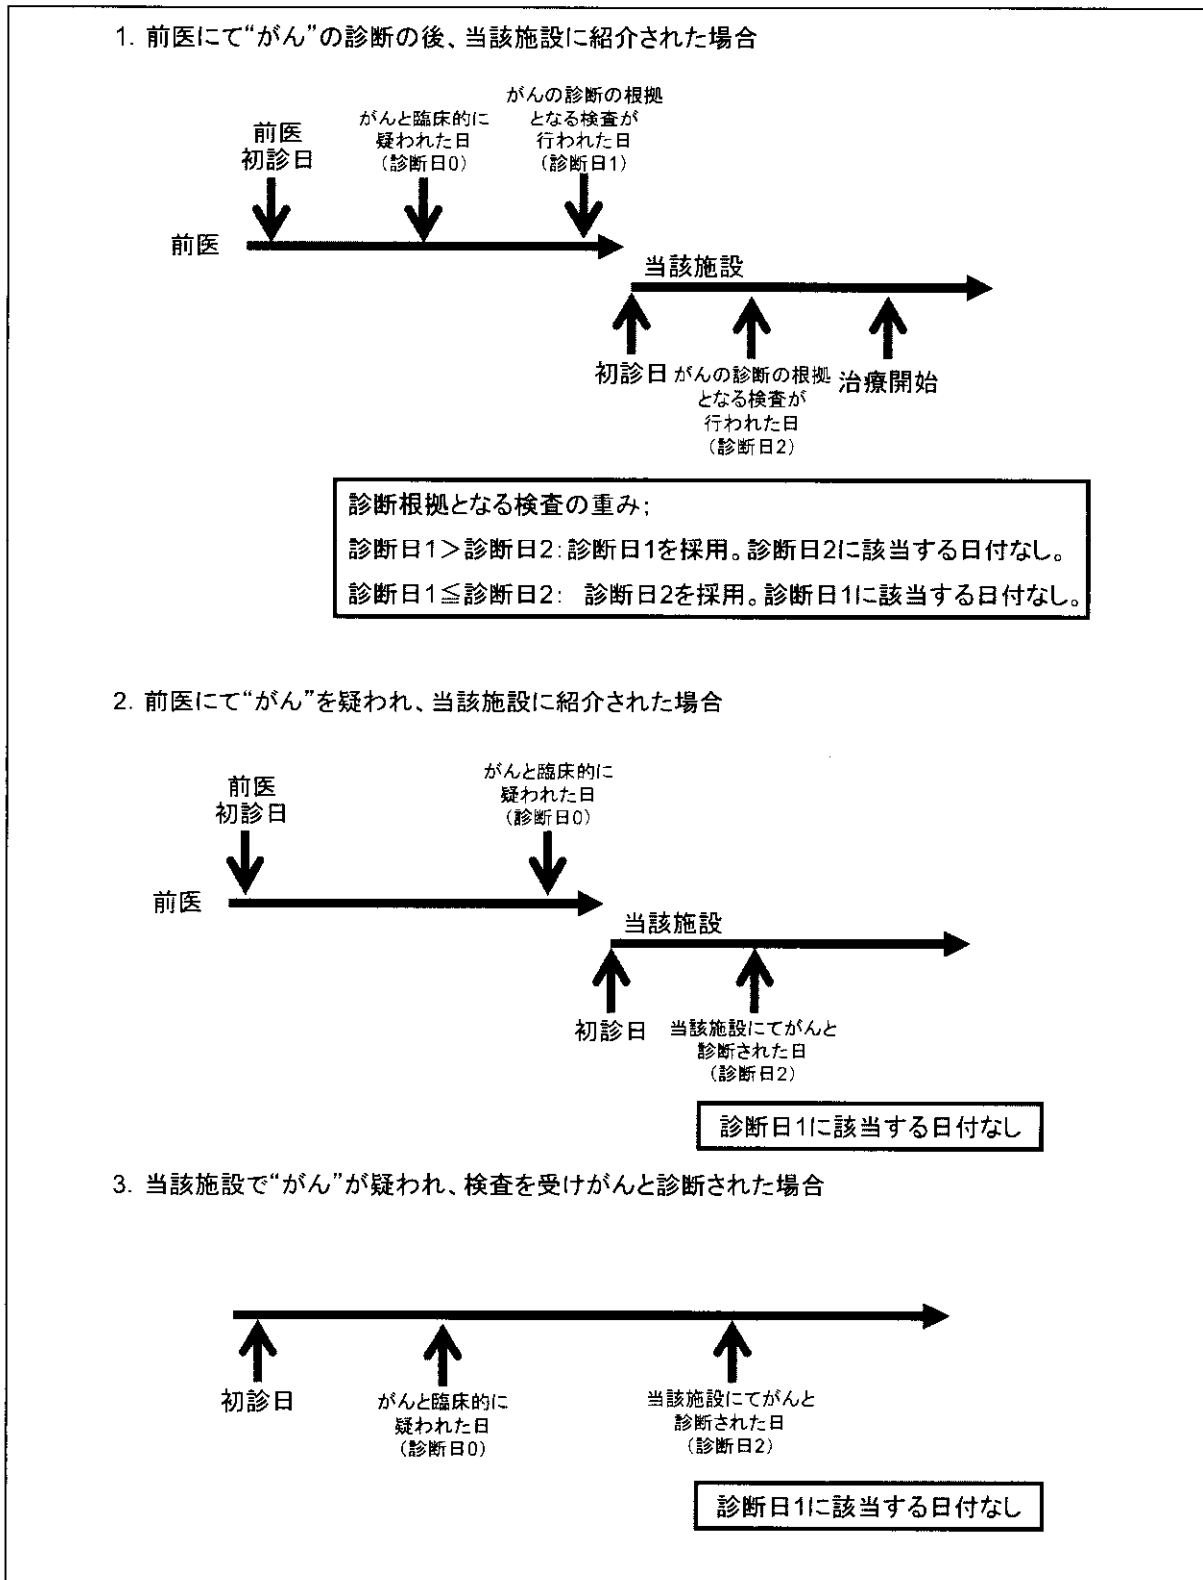 1. 前医にて“がん”の診断の後、当該施設に紹介された場合
前医
初診日
がんと臨床的に
疑われた日
（診断日0）
がんの診断の根拠
となる検査が
行われた日
（診断日1）
前医
当該施設
初診日
がんの診断の根拠
となる検査が
行われた日
（診断日2）
治療開始
診断根拠となる検査の重み；
診断日1＞診断日2：診断日1を採用。診断日2に該当する日付なし。
診断日1≦診断日2： 診断日2を採用。診断日1に該当する日付なし。
2. 前医にて“がん”を疑われ、当該施設に紹介された場合
前医
初診日
がんと臨床的に
疑われた日
（診断日0）
前医
当該施設
初診日
当該施設にてがんと
診断された日
（診断日2）
診断日1に該当する日付なし
3. 当該施設で“がん”が疑われ、検査を受けがんと診断された場合
初診日
がんと臨床的に
疑われた日
（診断日0）
当該施設にてがんと
診断された日
（診断日2）
診断日1に該当する日付なし